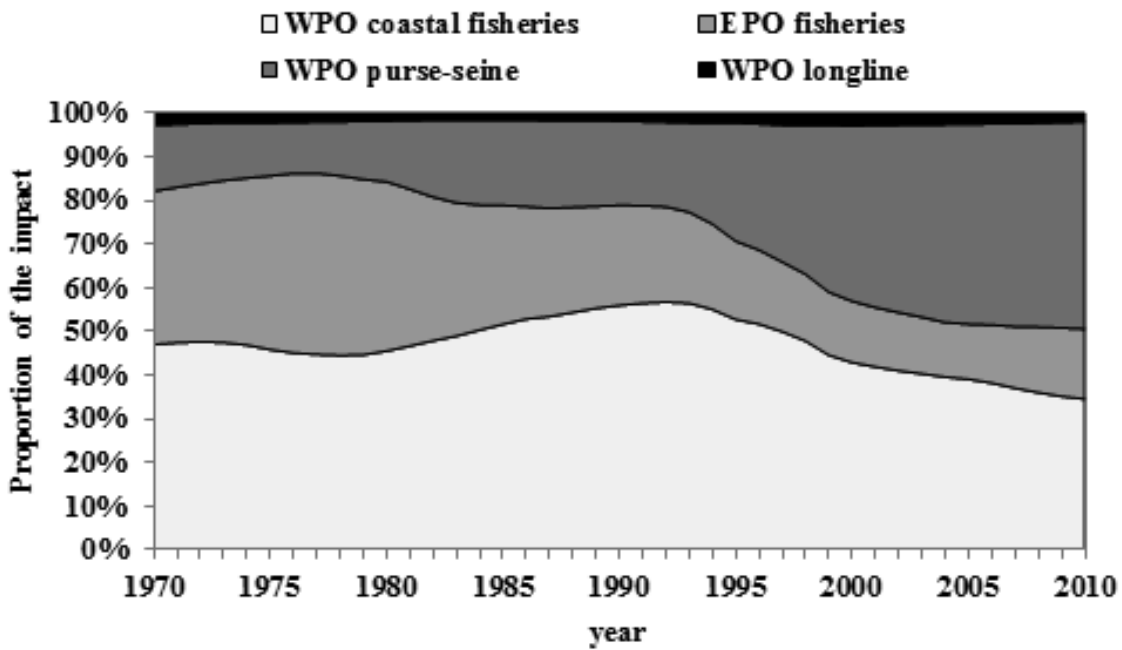 WPO coastal fisheries EPO fisheries
WPO purse-seine WPO longline
100%
90%
80%
70%
60%
50%
40%
30%
20%
10%
0%
Proportion of the impact
1970 1975 1980 1985 1990 1995 2000 2005 2010
year